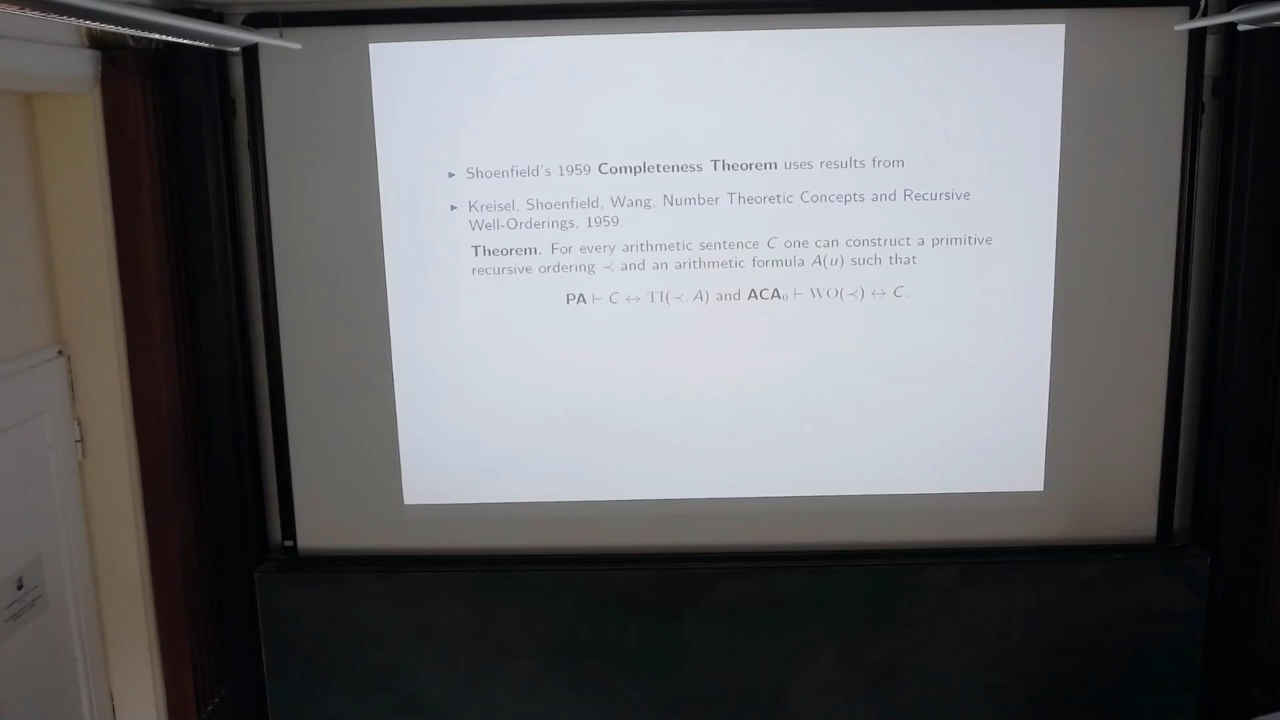 ▸ Shoenfield's 1959 Completeness Theorem uses results from
▸ Kreisel, Shoenfield, Wang, Number Theoretic Concepts and Recursive
Well-Orderings, 1959.
Theorem. For every arithmetic sentence C one can construct a primitive
recursive ordering ≺ and an arithmetic formula A(u) such that
PA ⊢ C ↔ TI(≺, A) and ACA₀ ⊢ WO(≺) ↔ C.